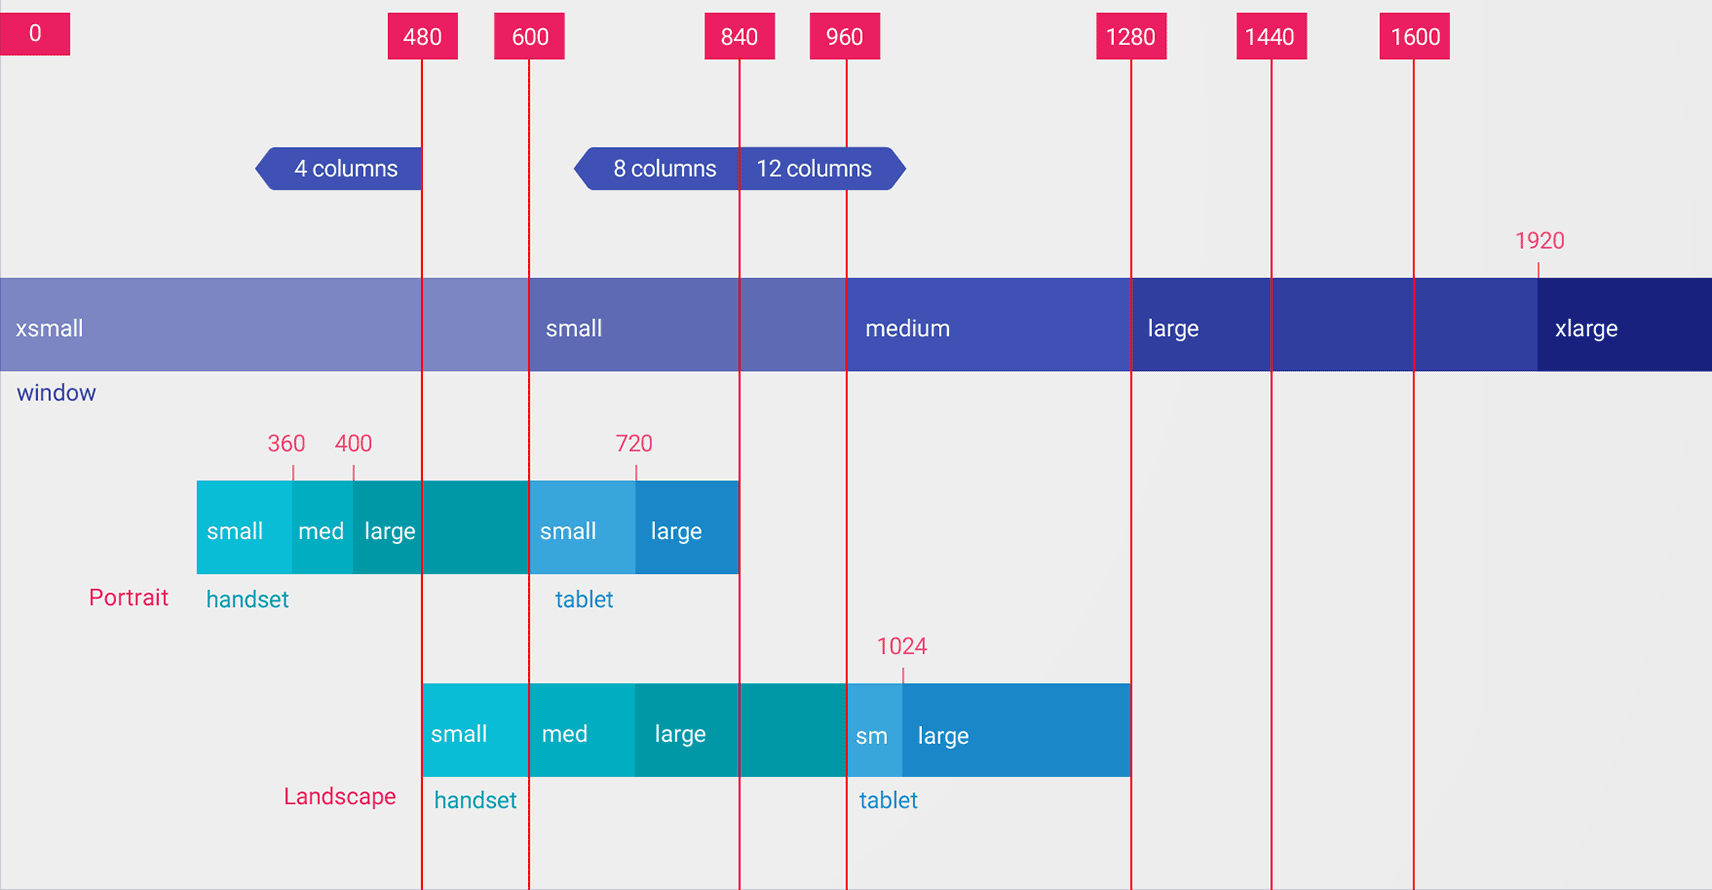 0
480
600
840
960
1280
1440
1600
4 columns
8 columns
12 columns
1920
xsmall
small
medium
large
xlarge
window
360
400
720
small
med
large
small
large
Portrait
handset
tablet
1024
small
med
large
sm
large
Landscape
handset
tablet